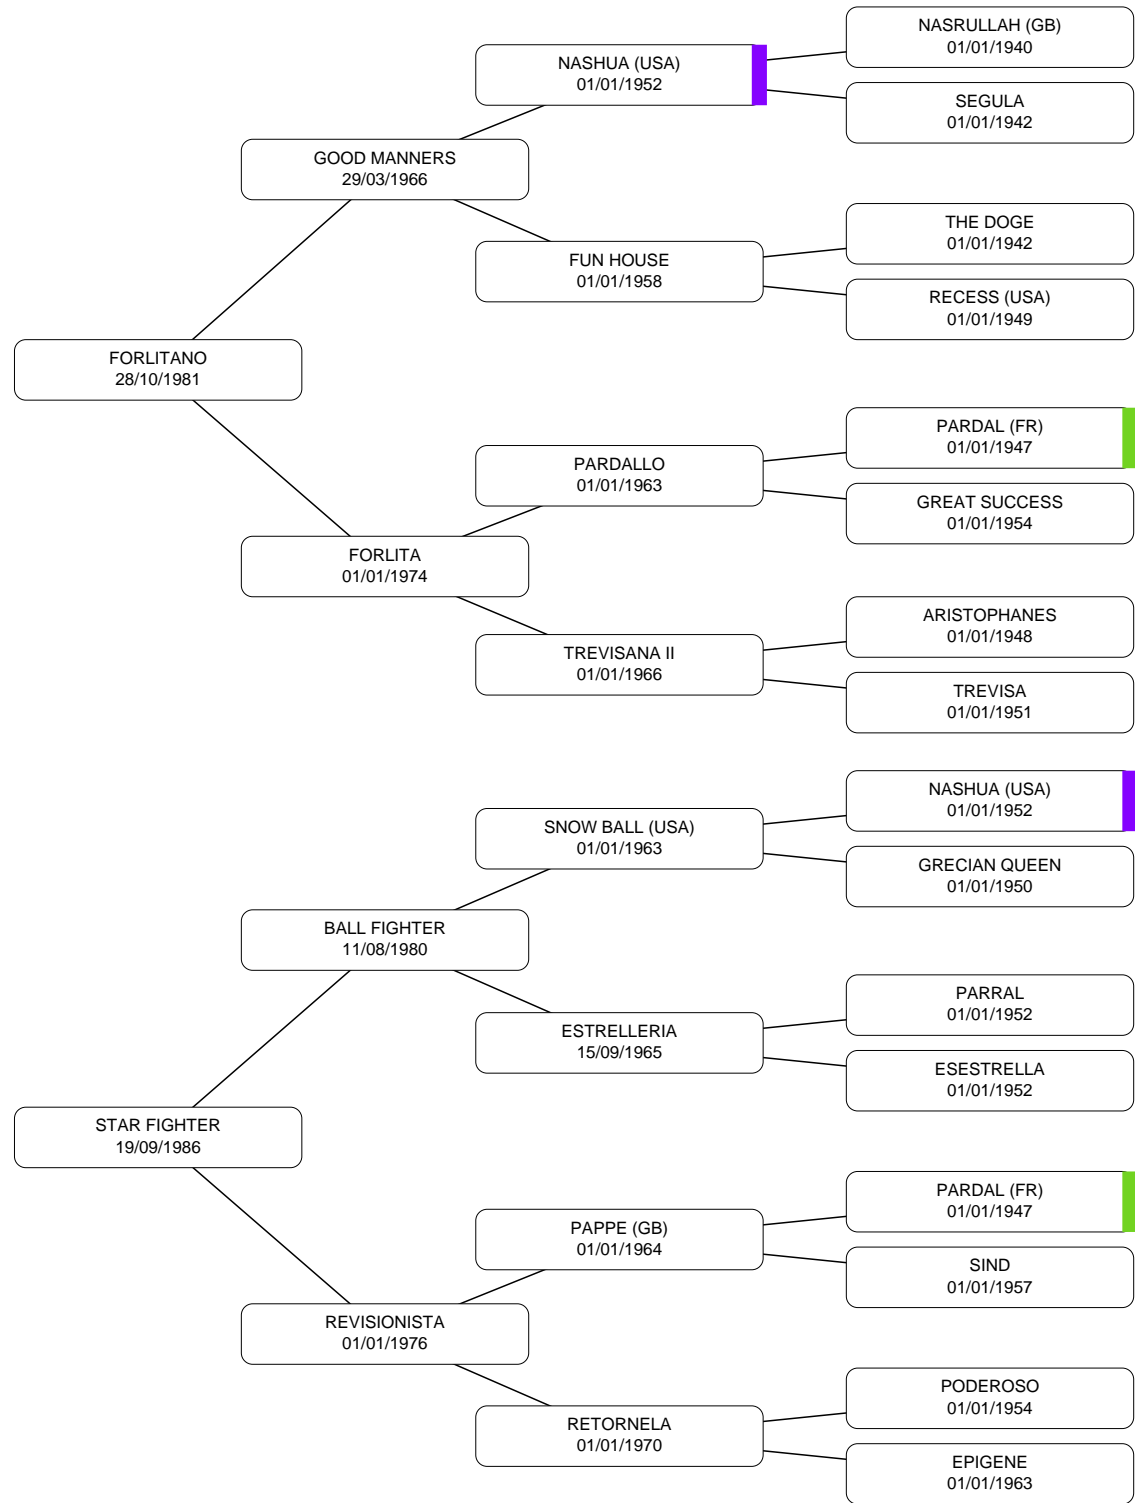 NASRULLAH (GB)
01/01/1940
NASHUA (USA)
01/01/1952
SEGULA
01/01/1942
GOOD MANNERS
29/03/1966
THE DOGE
01/01/1942
FUN HOUSE
01/01/1958
RECESS (USA)
01/01/1949
FORLITANO
28/10/1981
PARDAL (FR)
01/01/1947
PARDALLO
01/01/1963
GREAT SUCCESS
01/01/1954
FORLITA
01/01/1974
ARISTOPHANES
01/01/1948
TREVISANA II
01/01/1966
TREVISA
01/01/1951
NASHUA (USA)
01/01/1952
SNOW BALL (USA)
01/01/1963
GRECIAN QUEEN
01/01/1950
BALL FIGHTER
11/08/1980
PARRAL
01/01/1952
ESTRELLERIA
15/09/1965
ESESTRELLA
01/01/1952
STAR FIGHTER
19/09/1986
PARDAL (FR)
01/01/1947
PAPPE (GB)
01/01/1964
SIND
01/01/1957
REVISIONISTA
01/01/1976
PODEROSO
01/01/1954
RETORNELA
01/01/1970
EPIGENE
01/01/1963